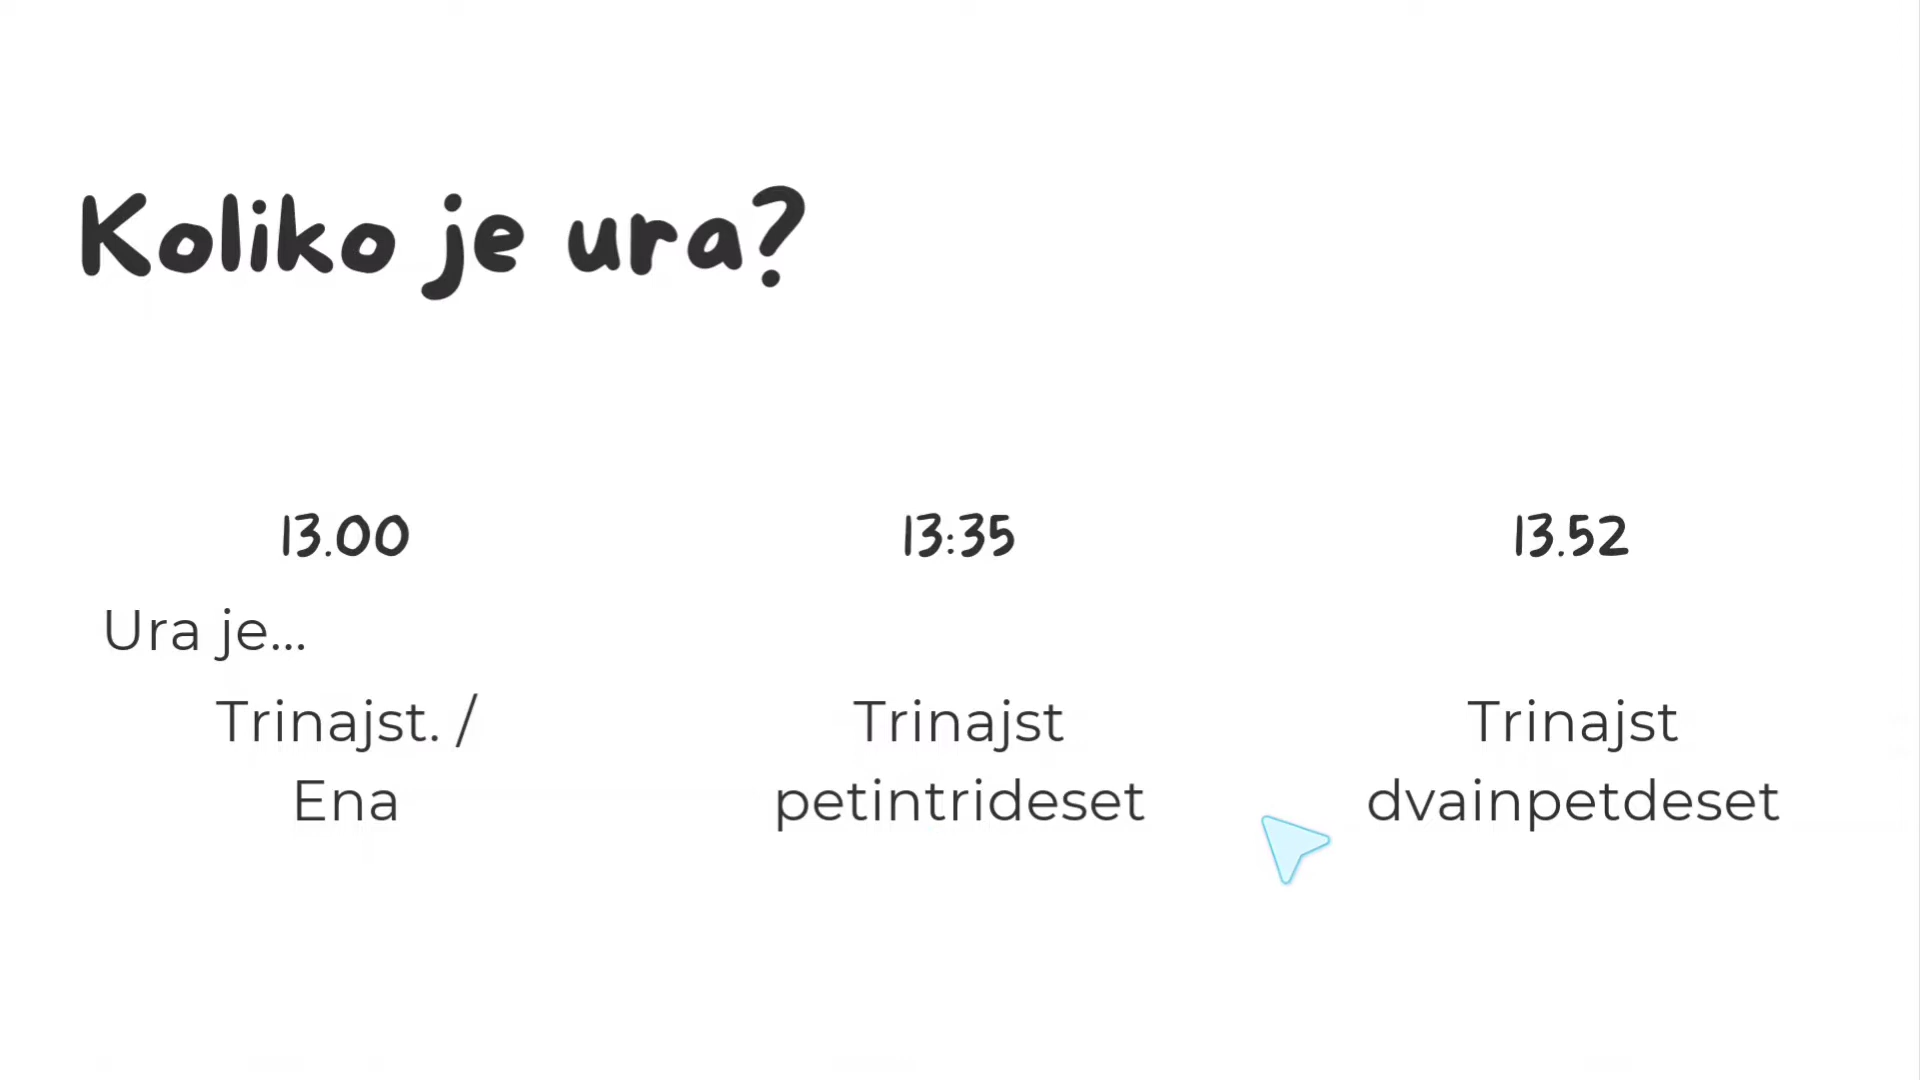 Koliko je ura?
13.00
13:35
13.52
Ura je...
Trinajst. /
Ena
Trinajst
petintrideset
Trinajst
dvainpetdeset